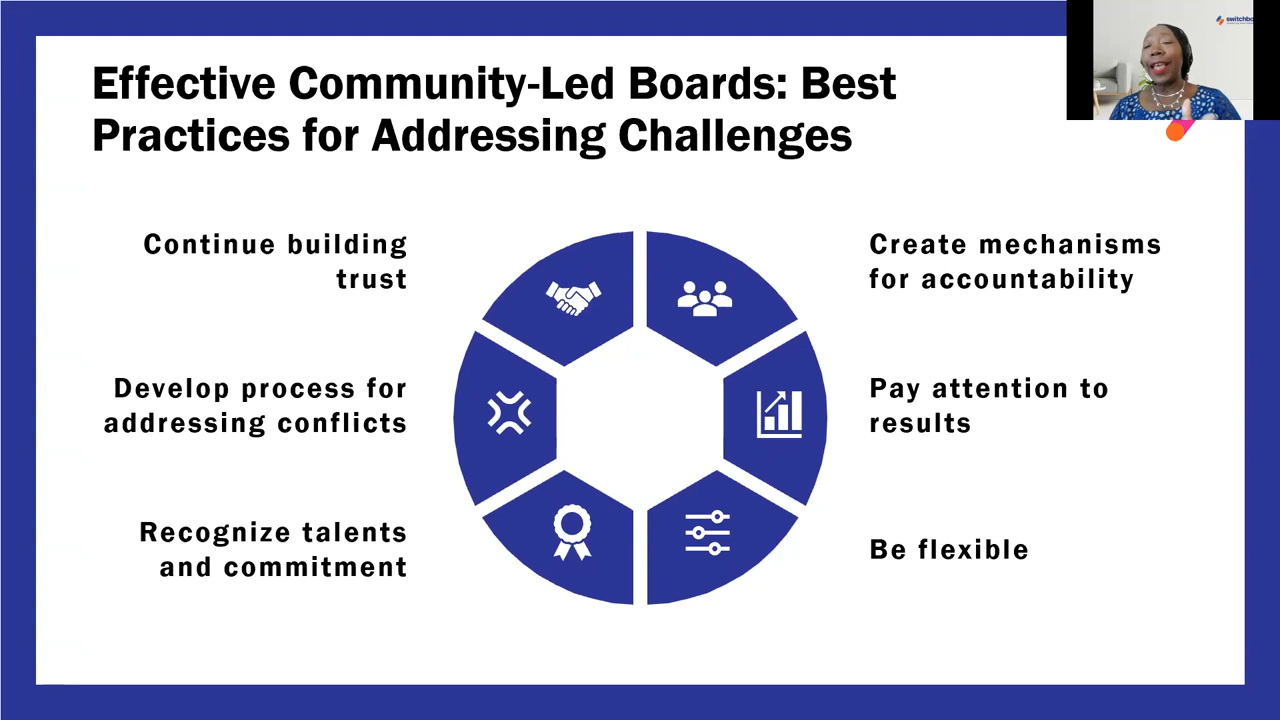 Effective Community-Led Boards: Best
Practices for Addressing Challenges
Continue building
trust
Develop process for
addressing conflicts
Recognize talents
and commitment
Create mechanisms
for accountability
Pay attention to
results
Be flexible